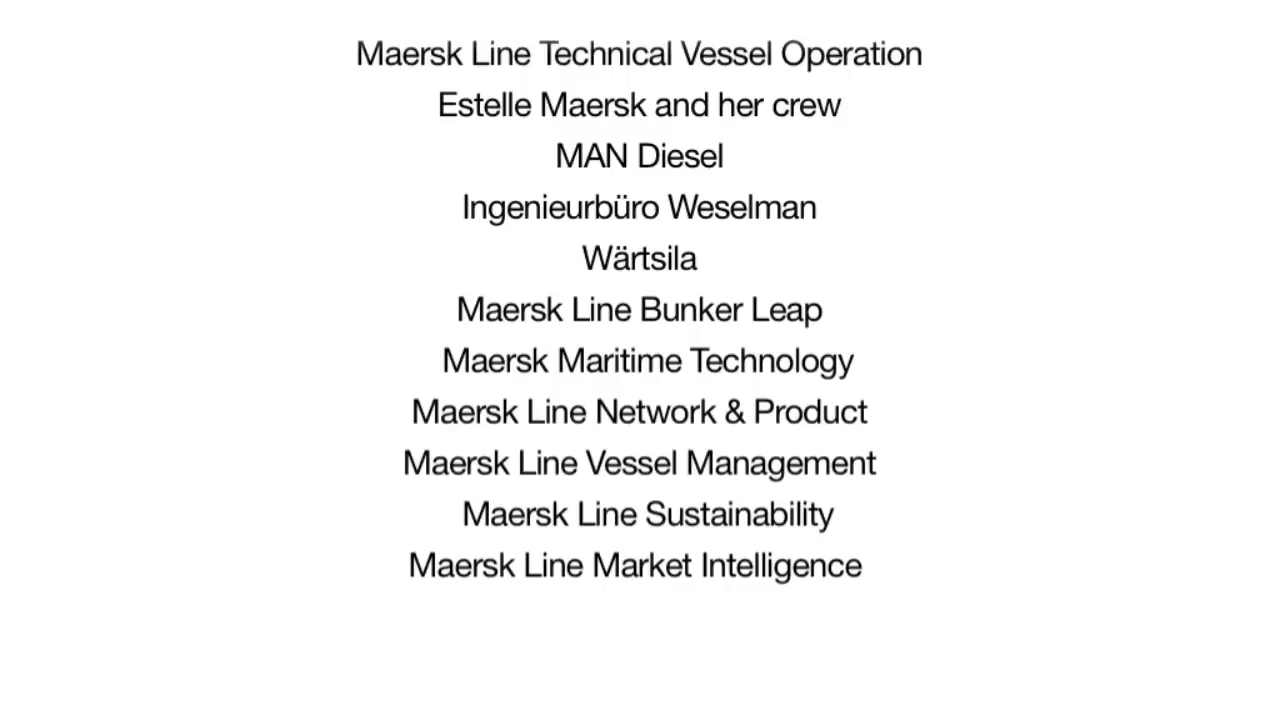 Maersk Line Technical Vessel Operation
Estelle Maersk and her crew
MAN Diesel
Ingenieurbüro Weselman
Wärtsila
Maersk Line Bunker Leap
Maersk Maritime Technology
Maersk Line Network & Product
Maersk Line Vessel Management
Maersk Line Sustainability
Maersk Line Market Intelligence